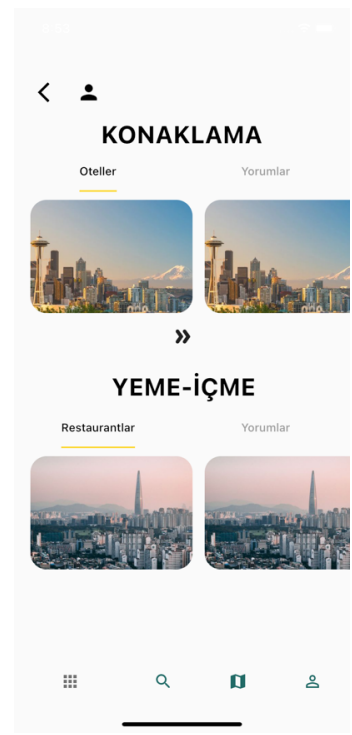 KONAKLAMA
Oteller Yorumlar
»
YEME-İÇME
Restaurantlar Yorumlar